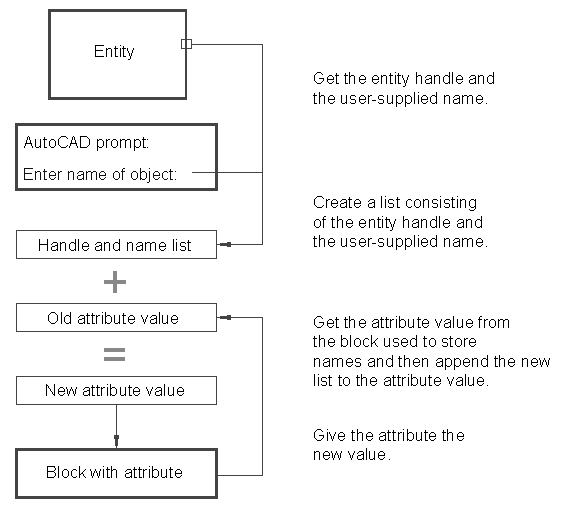 Entity
Get the entity handle and
the user-supplied name.
AutoCAD prompt:
Enter name of object:
Create a list consisting
of the entity handle and
the user-supplied name.
Handle and name list
+
Old attribute value
=
New attribute value
Get the attribute value from
the block used to store
names and then append the new
list to the attribute value.
Give the attribute the
new value.
Block with attribute